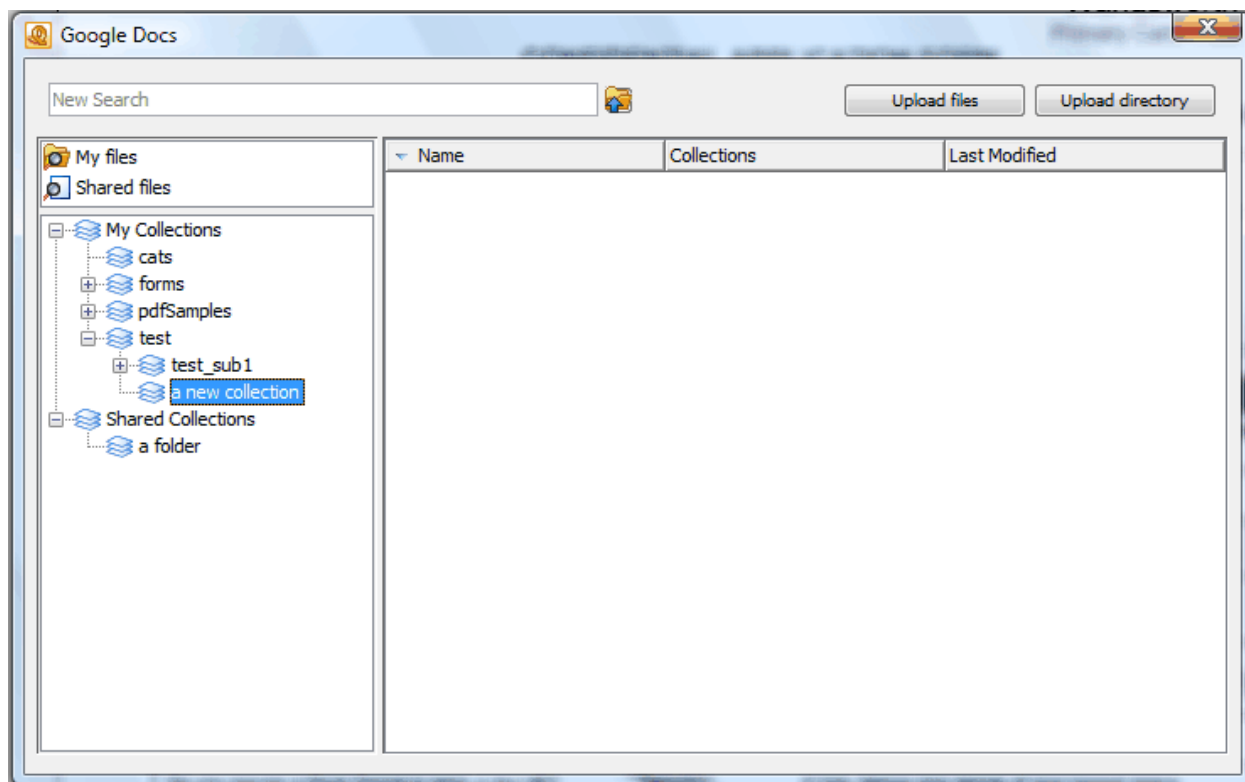 Google Docs
New Search
Upload files
Upload directory
My files
Shared files
Name
Collections
Last Modified
My Collections
cats
forms
pdfSamples
test
test_sub1
a new collection
Shared Collections
a folder